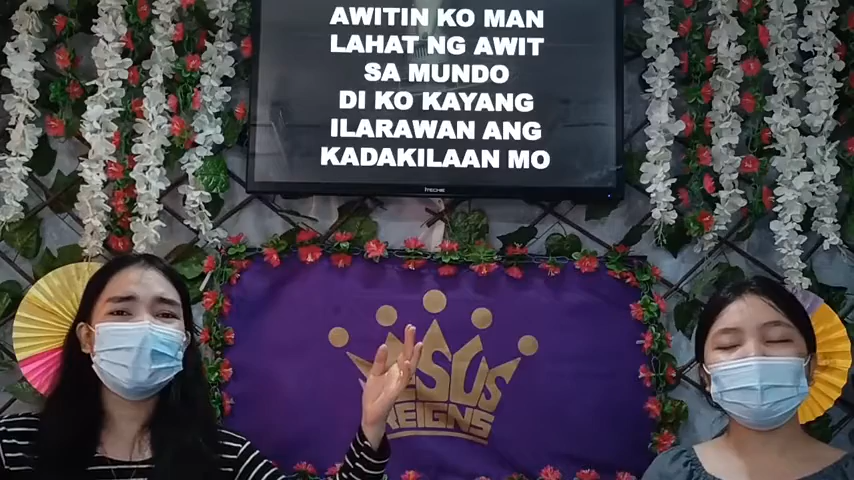 AWITIN KO MAN
LAHAT NG AWIT
SA MUNDO
DI KO KAYANG
ILARAWAN ANG
KADAKILAAN MO
JESUS
REIGNS